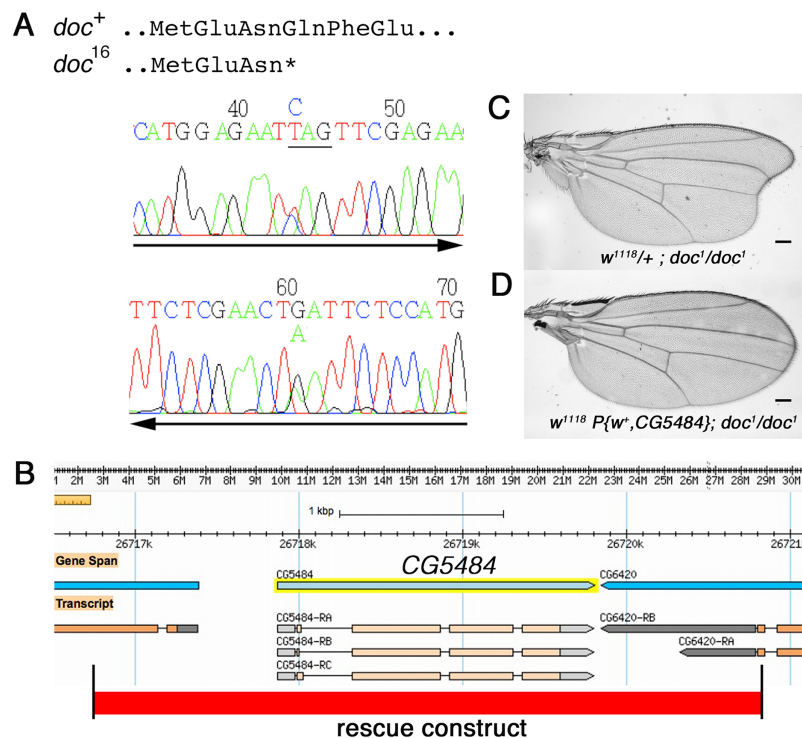 A
doc+ ..MetGluAsnGlnPheGlu...
doc16 ..MetGluAsn*
C
40 50
CATGGAGAATTAGTTCGAGAA
60 70
TTCTCGAACTGATTCTCCATG
A
C
w1118/+ ; doc1/doc1
D
w1118 P{w+,CG5484}; doc1/doc1
B
M 2M 3M 4M 5M 6M 7M 8M 9M 10M 11M 12M 13M 14M 15M 16M 17M 18M 19M 20M 21M 22M 23M 24M 25M 26M 27M 28M 29M 30M
1 kbp
26717k 26718k 26719k 26720k 26721
Gene Span
CG5484
CG5484
CG6420
Transcript
CG5484-RA
CG6420-RB
CG5484-RB
CG6420-RA
CG5484-RC
rescue construct